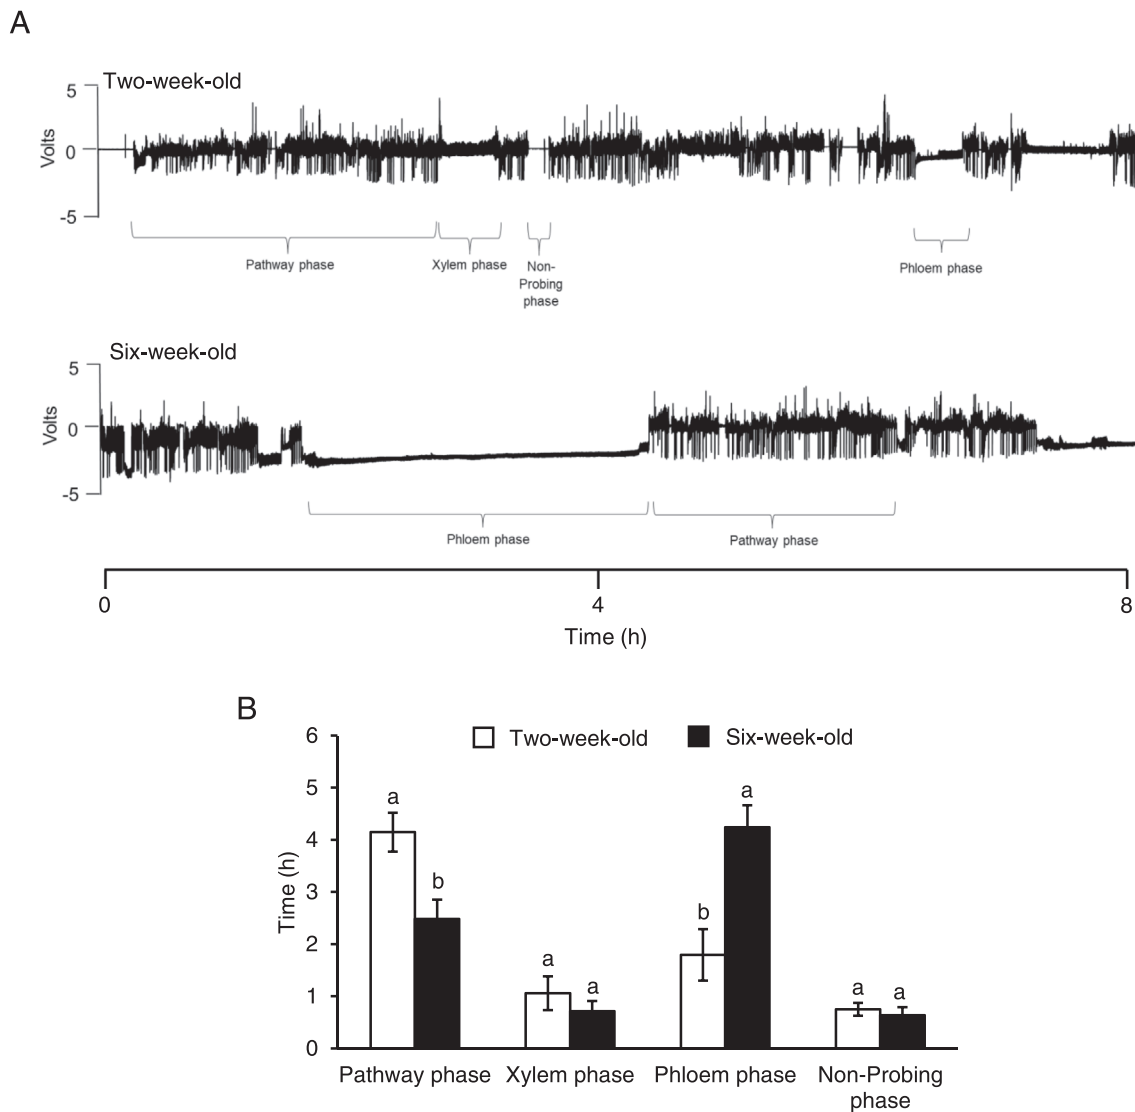 A
Two-week-old
5
0
-5
Volts
Pathway phase
Xylem phase
Non-
Probing
phase
Phloem phase
Six-week-old
5
0
-5
Volts
Phloem phase
Pathway phase
0 4 8
Time (h)
B
Two-week-old Six-week-old
6
5
4
3
2
1
0
Time (h)
a b a a b a a a
Pathway phase Xylem phase Phloem phase Non-Probing
phase